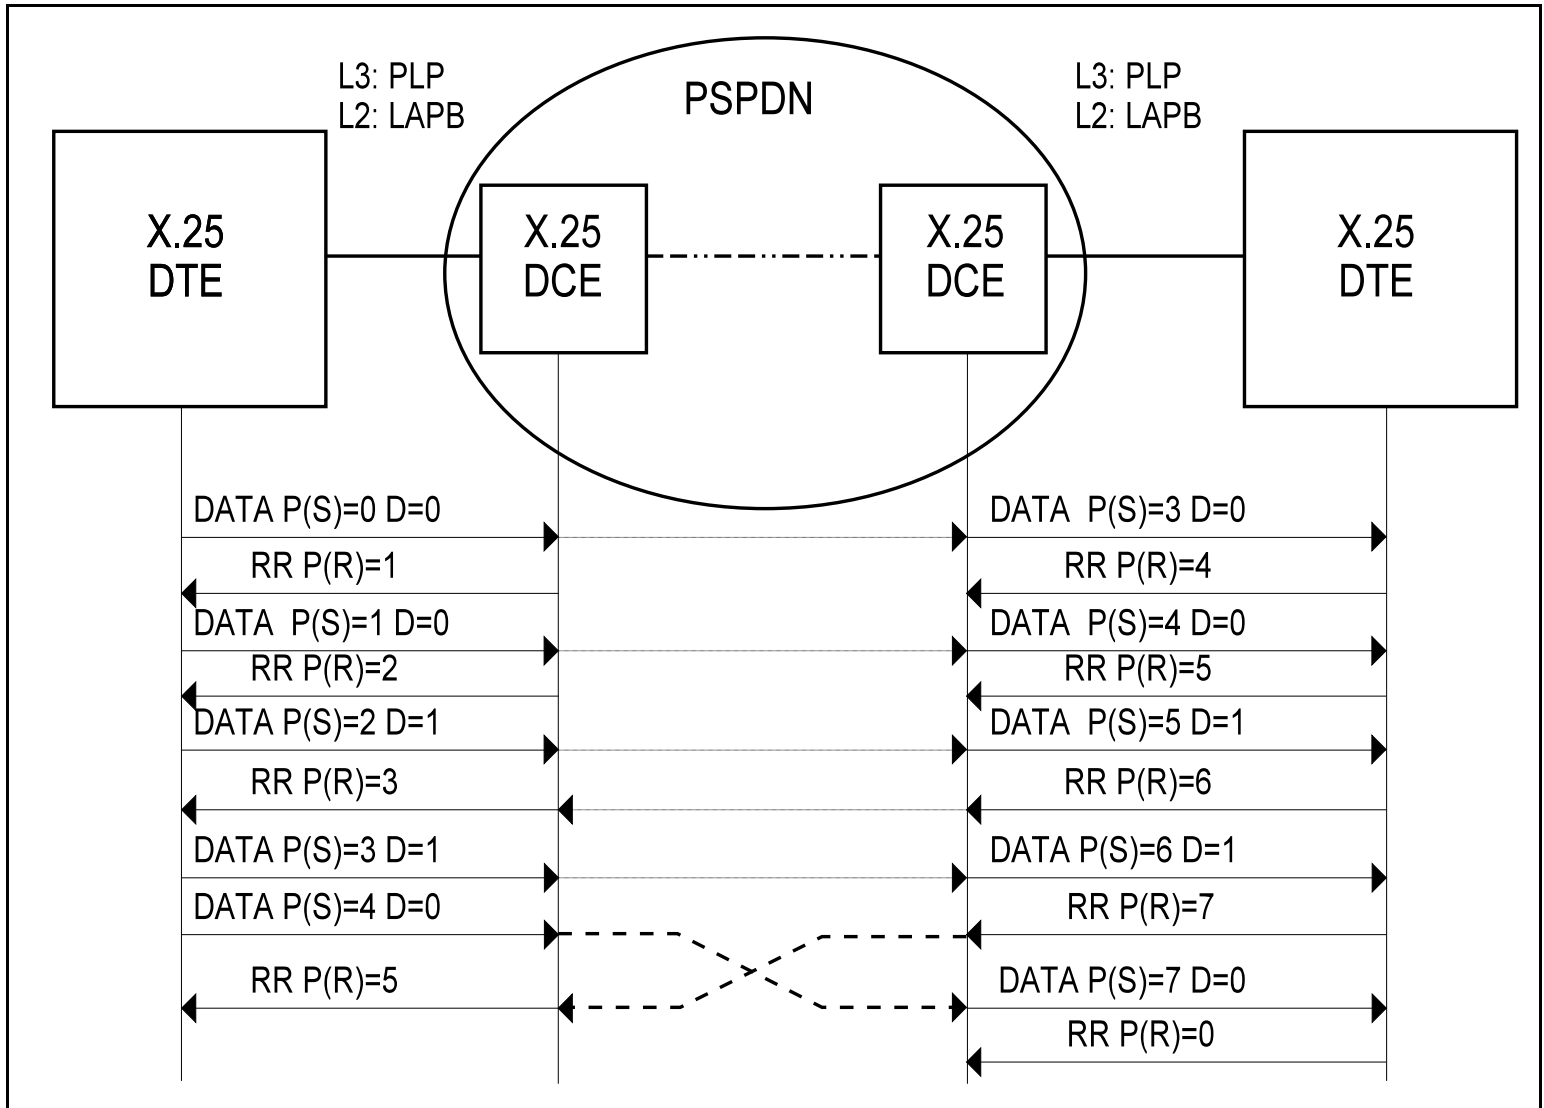 L3: PLP
L2: LAPB
PSPDN
L3: PLP
L2: LAPB
X.25
DTE
X.25
DCE
X.25
DCE
X.25
DTE
DATA P(S)=0 D=0
DATA P(S)=3 D=0
RR P(R)=1
RR P(R)=4
DATA P(S)=1 D=0
DATA P(S)=4 D=0
RR P(R)=2
RR P(R)=5
DATA P(S)=2 D=1
DATA P(S)=5 D=1
RR P(R)=3
RR P(R)=6
DATA P(S)=3 D=1
DATA P(S)=6 D=1
DATA P(S)=4 D=0
RR P(R)=7
RR P(R)=5
DATA P(S)=7 D=0
RR P(R)=0